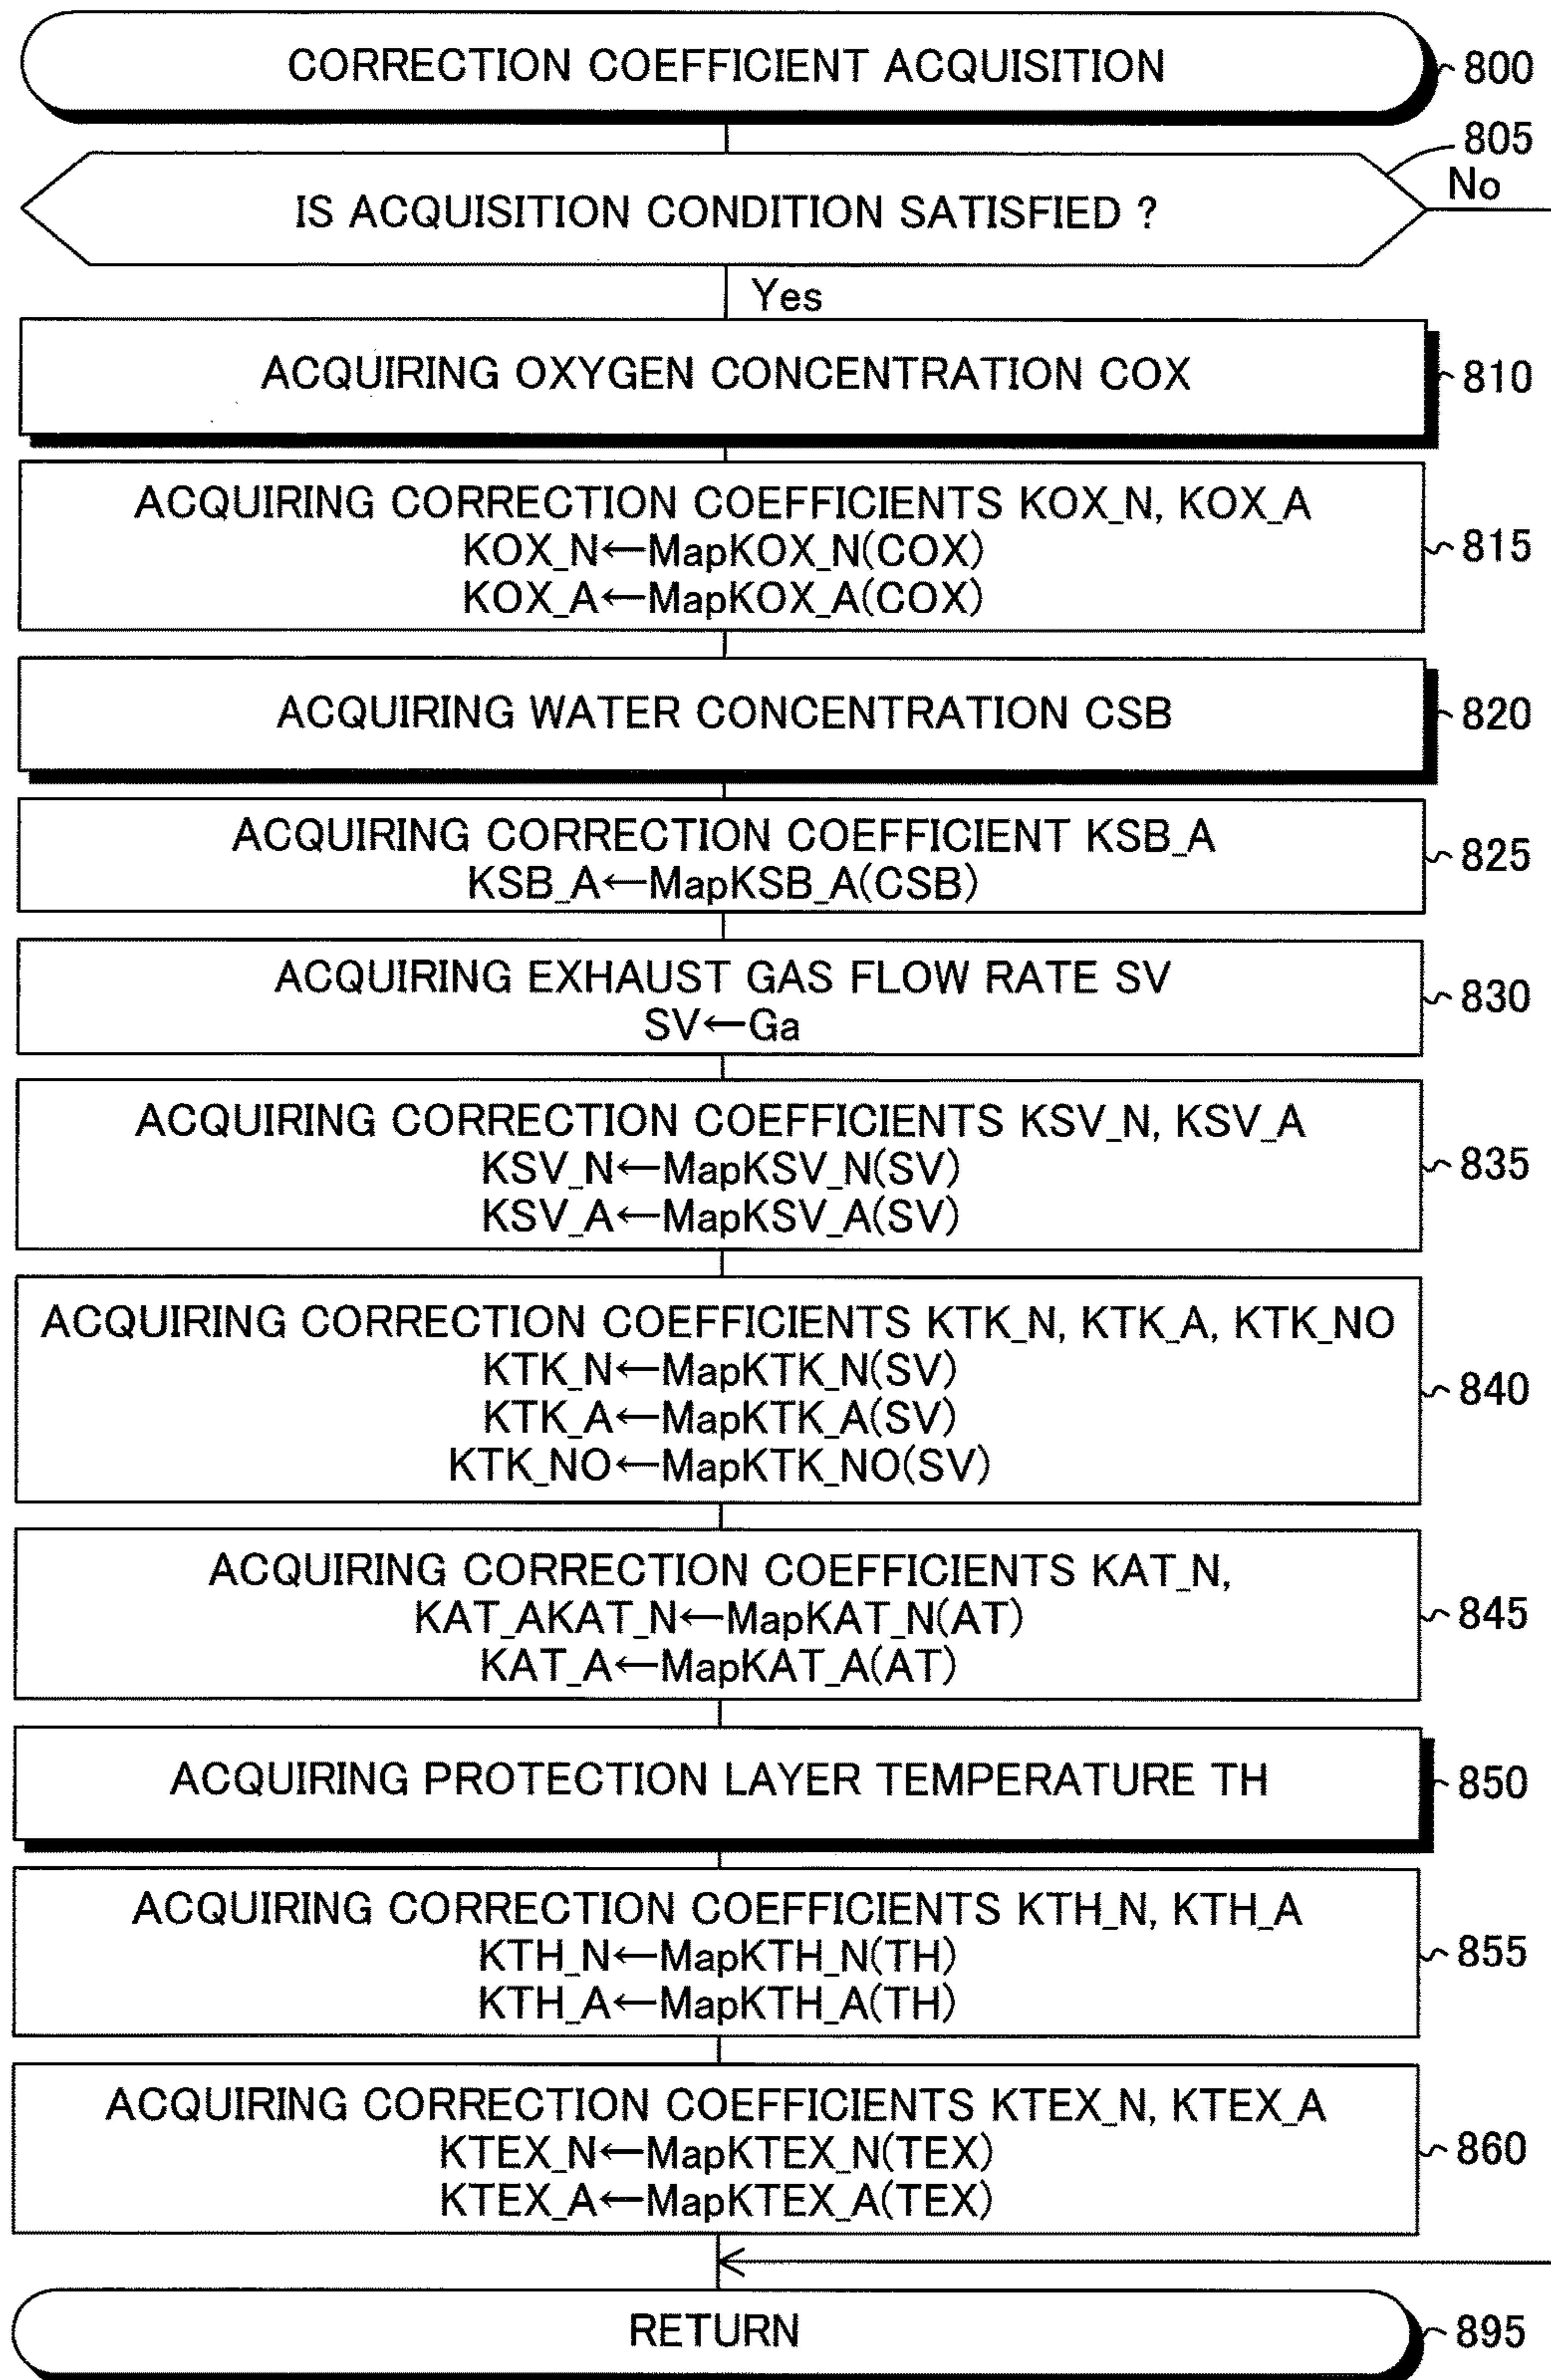 CORRECTION COEFFICIENT ACQUISITION
800
805
IS ACQUISITION CONDITION SATISFIED ?
No
Yes
ACQUIRING OXYGEN CONCENTRATION COX
810
ACQUIRING CORRECTION COEFFICIENTS KOX_N, KOX_A
KOX_N←MapKOX_N(COX)
KOX_A←MapKOX_A(COX)
815
ACQUIRING WATER CONCENTRATION CSB
820
ACQUIRING CORRECTION COEFFICIENT KSB_A
KSB_A←MapKSB_A(CSB)
825
ACQUIRING EXHAUST GAS FLOW RATE SV
SV←Ga
830
ACQUIRING CORRECTION COEFFICIENTS KSV_N, KSV_A
KSV_N←MapKSV_N(SV)
KSV_A←MapKSV_A(SV)
835
ACQUIRING CORRECTION COEFFICIENTS KTK_N, KTK_A, KTK_NO
KTK_N←MapKTK_N(SV)
KTK_A←MapKTK_A(SV)
KTK_NO←MapKTK_NO(SV)
840
ACQUIRING CORRECTION COEFFICIENTS KAT_N,
KAT_AKAT_N←MapKAT_N(AT)
KAT_A←MapKAT_A(AT)
845
ACQUIRING PROTECTION LAYER TEMPERATURE TH
850
ACQUIRING CORRECTION COEFFICIENTS KTH_N, KTH_A
KTH_N←MapKTH_N(TH)
KTH_A←MapKTH_A(TH)
855
ACQUIRING CORRECTION COEFFICIENTS KTEX_N, KTEX_A
KTEX_N←MapKTEX_N(TEX)
KTEX_A←MapKTEX_A(TEX)
860
RETURN
895